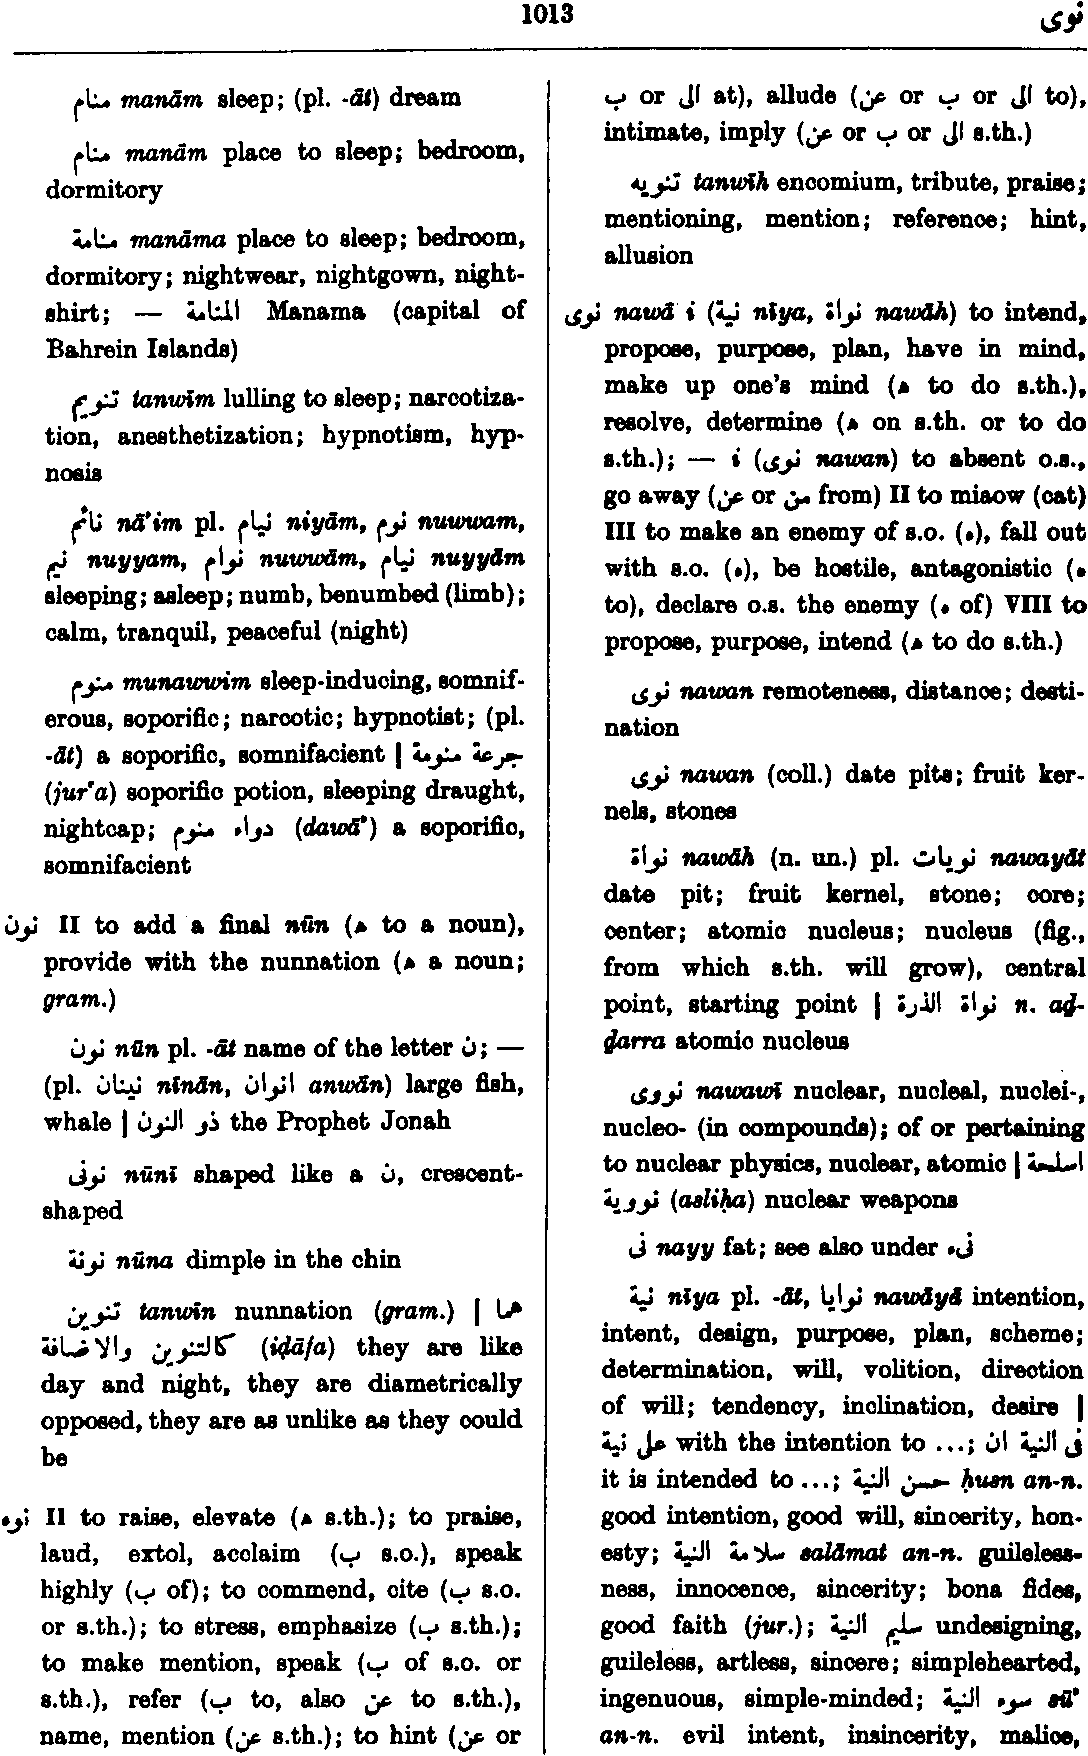 1013
نوى
منام manām sleep; (pl. -āt) dream
منام manām place to sleep; bedroom,
dormitory
منامة manāma place to sleep; bedroom,
dormitory; nightwear, nightgown, night-
shirt; — المنامة Manama (capital of
Bahrein Islands)
تنويم tanwīm lulling to sleep; narcotiza-
tion, anesthetization; hypnotism, hyp-
nosis
نائم nā'im pl. نيام niyām, نوم nuwwam,
نيم nuyyam, نوام nuwwām, نيام nuyyām
sleeping; asleep; numb, benumbed (limb);
calm, tranquil, peaceful (night)
منوم munawwim sleep-inducing, somnif-
erous, soporific; narcotic; hypnotist; (pl.
-āt) a soporific, somnifacient | جرعة منومة
(jur'a) soporific potion, sleeping draught,
nightcap; دواء منوم (dawā') a soporific,
somnifacient
نون II to add a final nūn (ه to a noun),
provide with the nunnation (ه a noun;
gram.)
نون nūn pl. -āt name of the letter ن; —
(pl. نينان nīnān, انوان anwān) large fish,
whale | ذو النون the Prophet Jonah
نونى nūnī shaped like a ن, crescent-
shaped
نونة nūna dimple in the chin
تنوين tanwīn nunnation (gram.) | هما
كالتنوين والاضافة (iḍāfa) they are like
day and night, they are diametrically
opposed, they are as unlike as they could
be
نوه II to raise, elevate (ه s.th.); to praise,
laud, extol, acclaim (ب s.o.), speak
highly (ب of); to commend, cite (ب s.o.
or s.th.); to stress, emphasize (ب s.th.);
to make mention, speak (ب of s.o. or
s.th.), refer (ب to, also عن to s.th.),
name, mention (عن s.th.); to hint (عن or
ب or الى at), allude (عن or ب or الى to),
intimate, imply (عن or ب or الى s.th.)
تنويه tanwīh encomium, tribute, praise;
mentioning, mention; reference; hint,
allusion
نوى nawā i (نية nīya, نواة nawāh) to intend,
propose, purpose, plan, have in mind,
make up one's mind (ه to do s.th.),
resolve, determine (ه on s.th. or to do
s.th.); — i (نوى nawan) to absent o.s.,
go away (عن or من from) II to miaow (cat)
III to make an enemy of s.o. (ه), fall out
with s.o. (ه), be hostile, antagonistic (ه
to), declare o.s. the enemy (ه of) VIII to
propose, purpose, intend (ه to do s.th.)
نوى nawan remoteness, distance; desti-
nation
نوى nawan (coll.) date pits; fruit ker-
nels, stones
نواة nawāh (n. un.) pl. نويات nawayāt
date pit; fruit kernel, stone; core;
center; atomic nucleus; nucleus (fig.,
from which s.th. will grow), central
point, starting point | نواة الذرة n. aḏ-
ḏarra atomic nucleus
نووى nawawī nuclear, nucleal, nuclei-,
nucleo- (in compounds); of or pertaining
to nuclear physics, nuclear, atomic | اسلحة
نووية (asliḥa) nuclear weapons
نى nayy fat; see also under نىء
نية nīya pl. -āt, نوايا nawāyā intention,
intent, design, purpose, plan, scheme;
determination, will, volition, direction
of will; tendency, inclination, desire |
على نية with the intention to ...; فى النية ان
it is intended to ...; حسن النية ḥusn an-n.
good intention, good will, sincerity, hon-
esty; سلامة النية salāmat an-n. guileless-
ness, innocence, sincerity; bona fides,
good faith (jur.); سليم النية undesigning,
guileless, artless, sincere; simplehearted,
ingenuous, simple-minded; سوء النية sū'
an-n. evil intent, insincerity, malice,